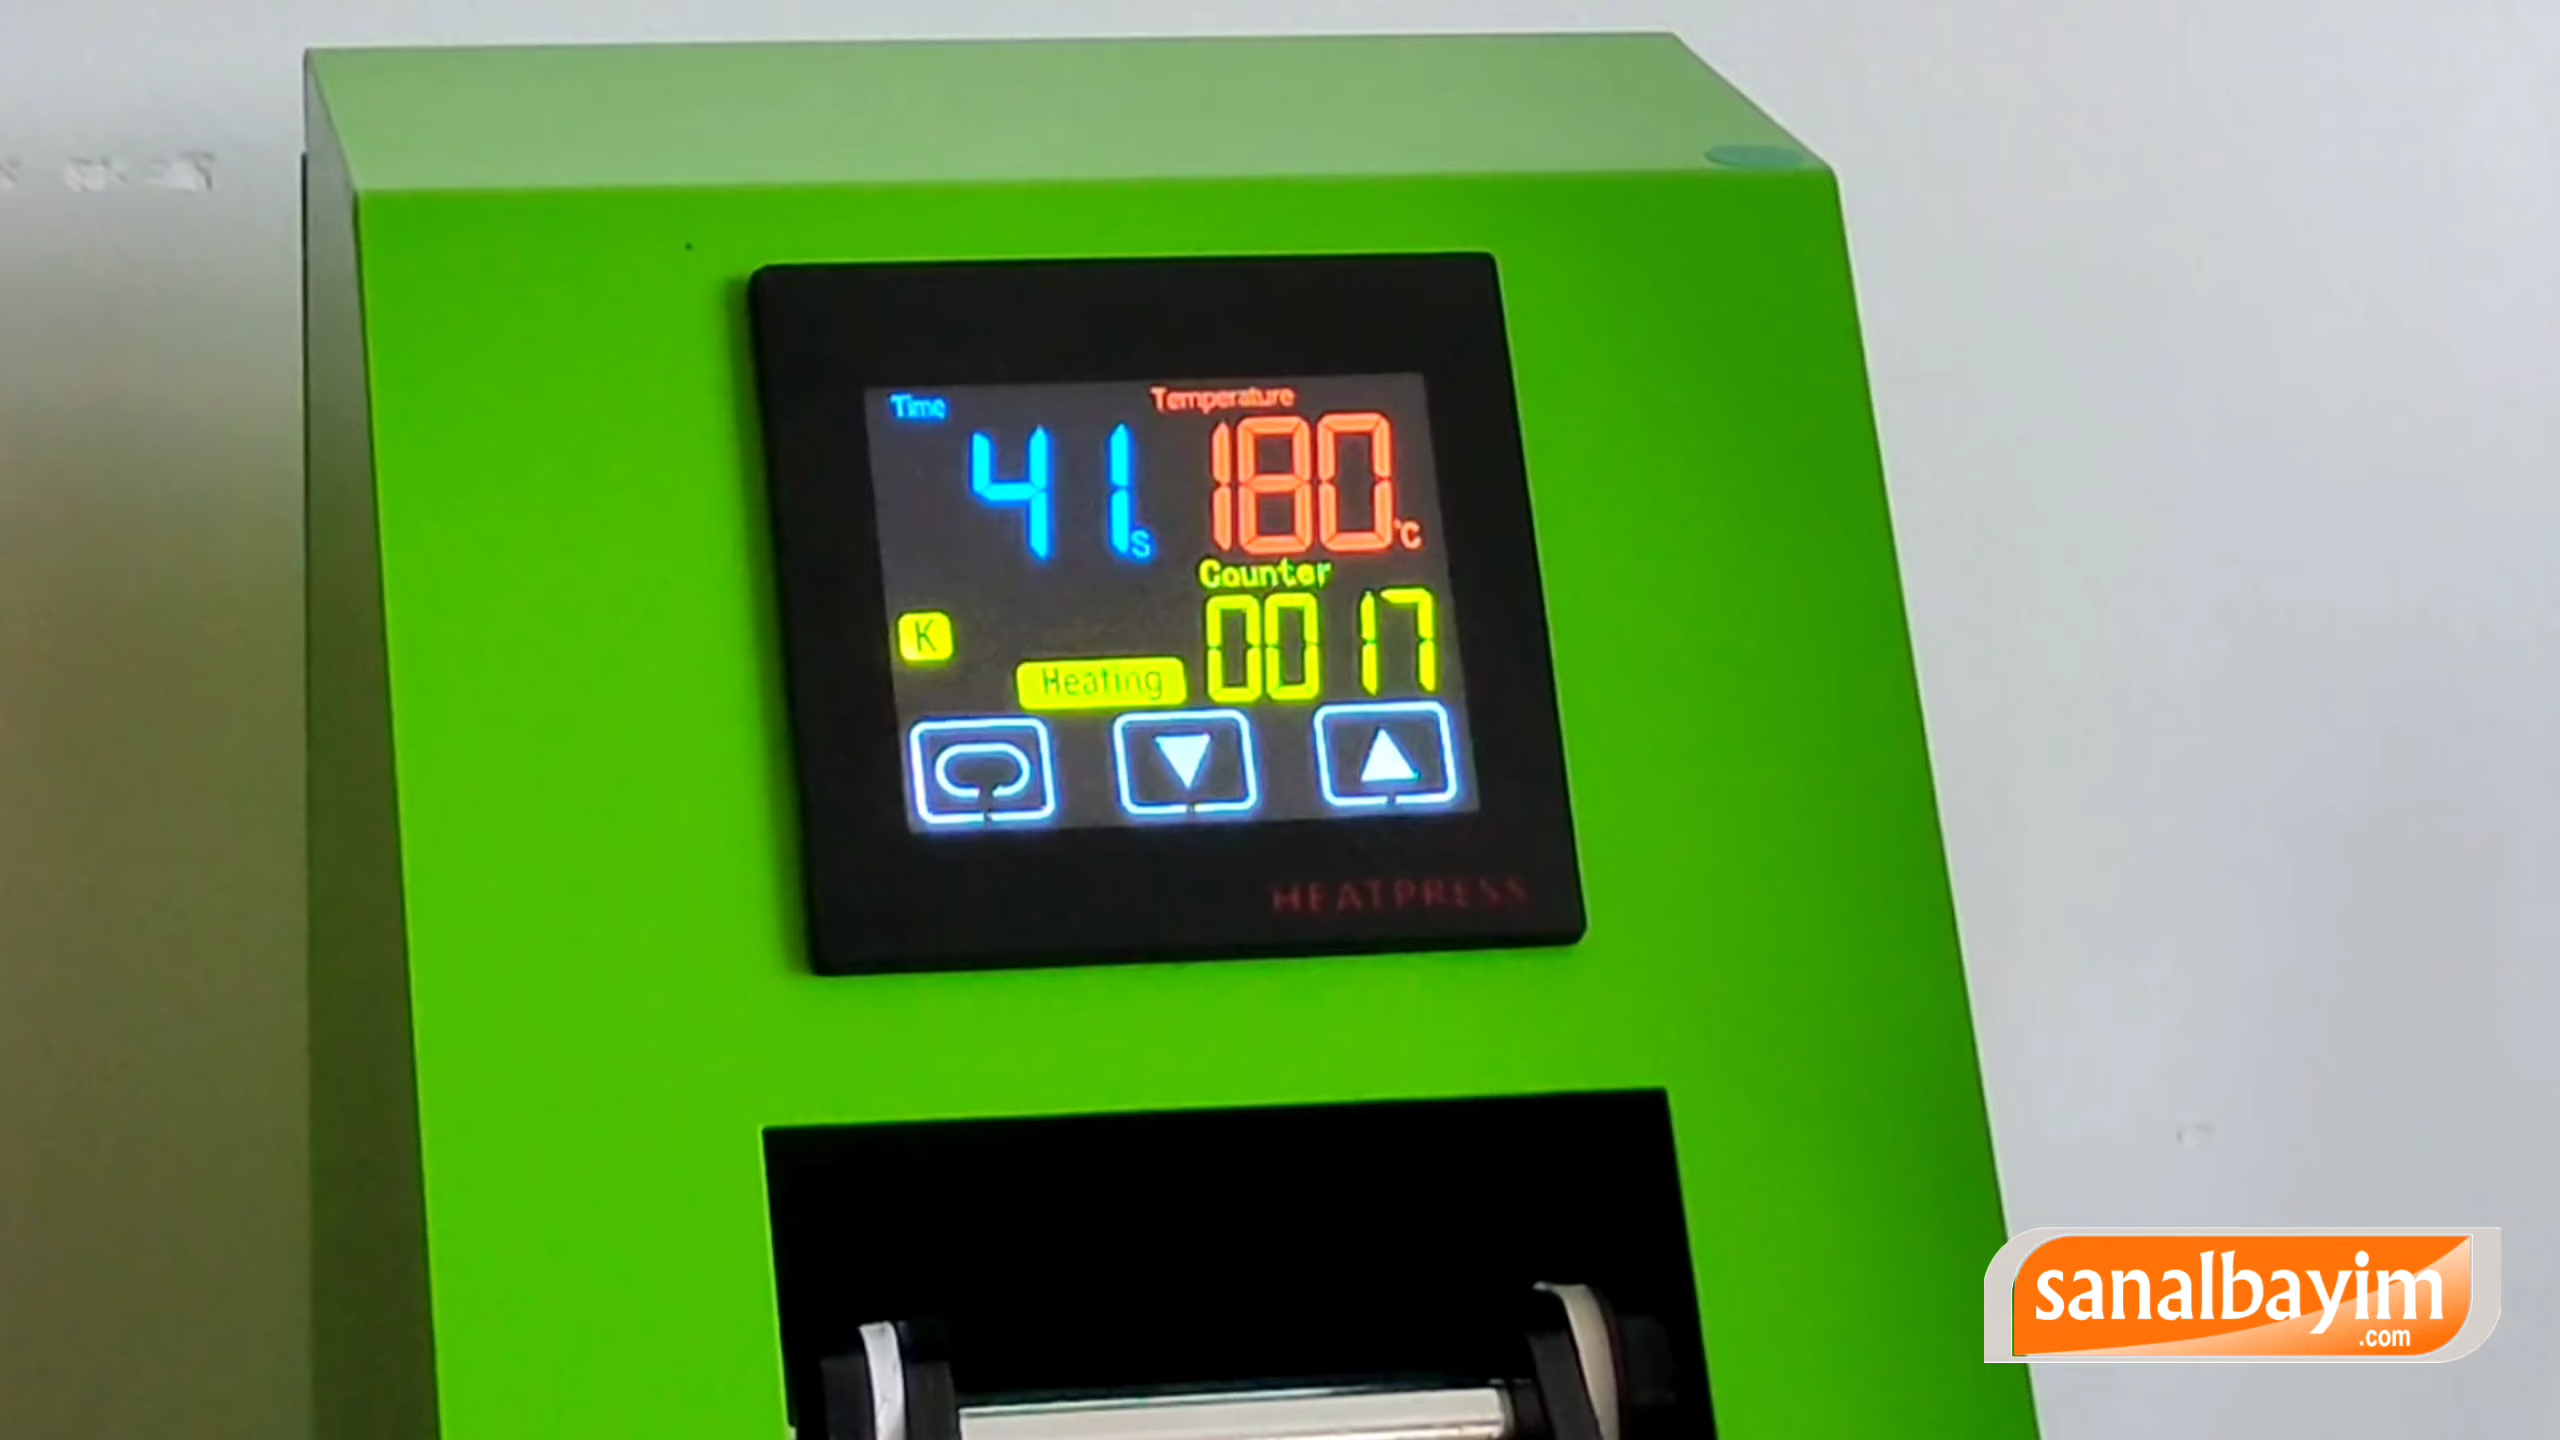 Time
Temperature
41s
180°C
Counter
K
Heating
0017
HEATPRESS
sanalbayim
.com